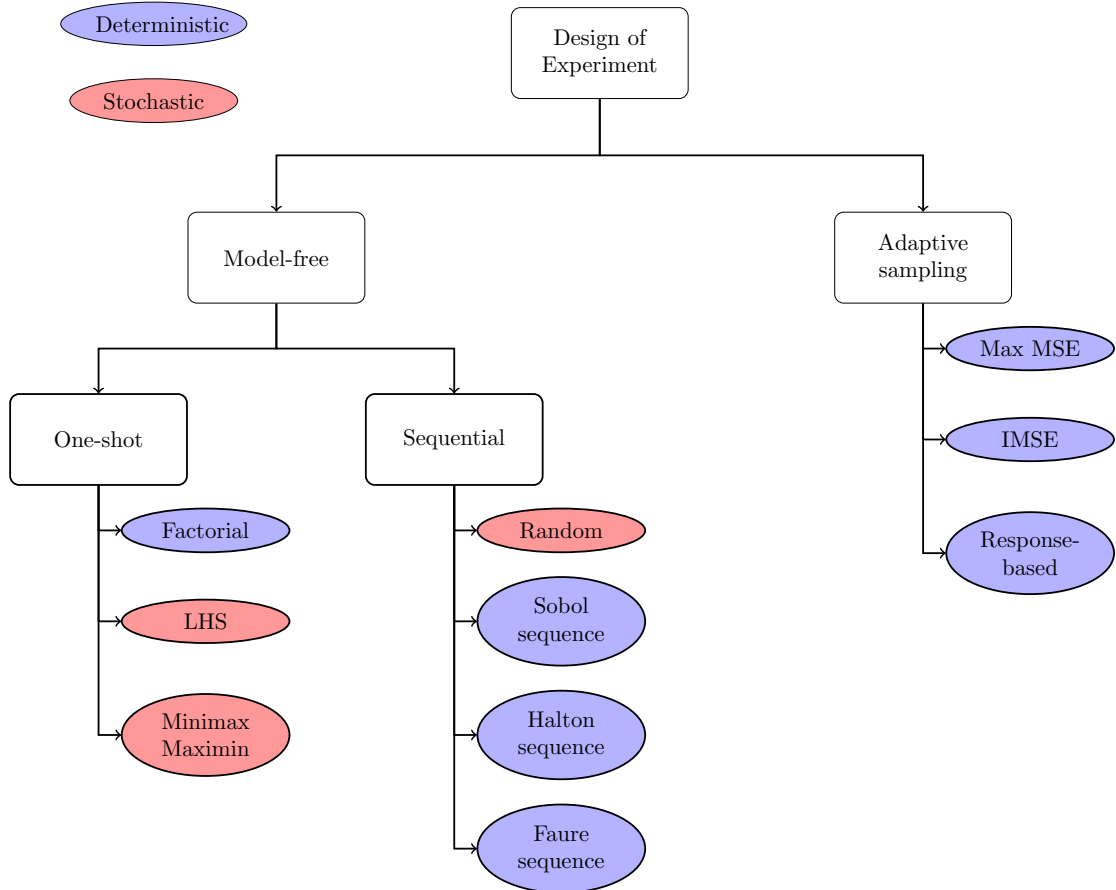 Deterministic
Stochastic
Design of
Experiment
Model-free
Adaptive
sampling
One-shot
Sequential
Max MSE
IMSE
Response-
based
Factorial
LHS
Minimax
Maximin
Random
Sobol
sequence
Halton
sequence
Faure
sequence